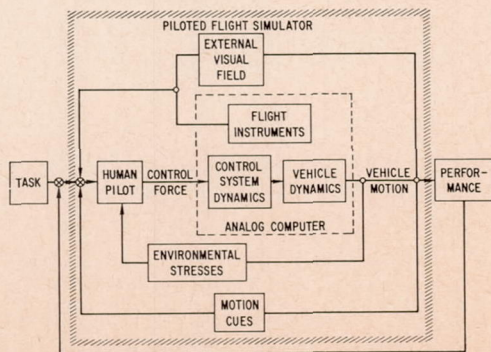 PILOTED FLIGHT SIMULATOR
EXTERNAL
VISUAL
FIELD
FLIGHT
INSTRUMENTS
TASK
HUMAN
PILOT
CONTROL
FORCE
CONTROL
SYSTEM
DYNAMICS
VEHICLE
DYNAMICS
VEHICLE
MOTION
PERFOR-
MANCE
ANALOG COMPUTER
ENVIRONMENTAL
STRESSES
MOTION
CUES